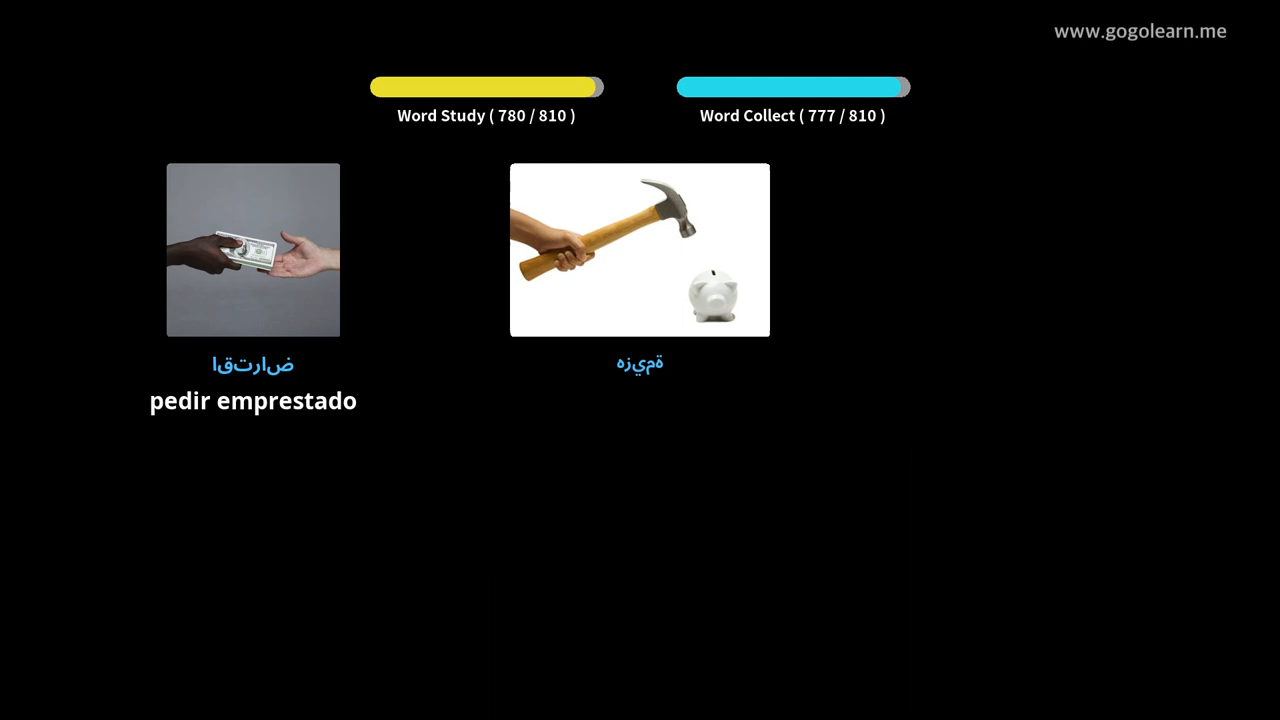 www.gogolearn.me
Word Study ( 780 / 810 )
Word Collect ( 777 / 810 )
اقتراض
هزيمة
pedir emprestado